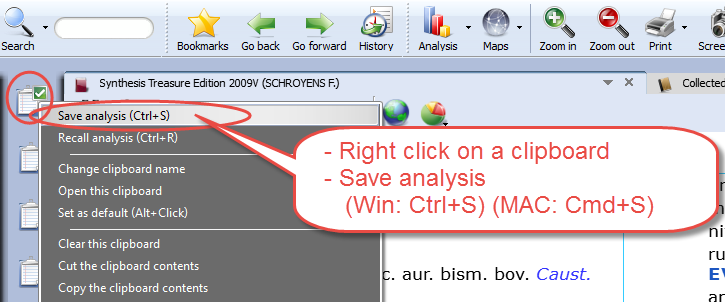 Search
Bookmarks
Go back
Go forward
History
Analysis
Maps
Zoom in
Zoom out
Print
Scree
Synthesis Treasure Edition 2009V (SCHROYENS F.)
Collected
Save analysis (Ctrl+S)
Recall analysis (Ctrl+R)
Change clipboard name
Open this clipboard
Set as default (Alt+Click)
Clear this clipboard
Cut the clipboard contents
Copy the clipboard contents
- Right click on a clipboard
- Save analysis
(Win: Ctrl+S) (MAC: Cmd+S)
c. aur. bism. bov. Caust.
ni
ru
EV
ar